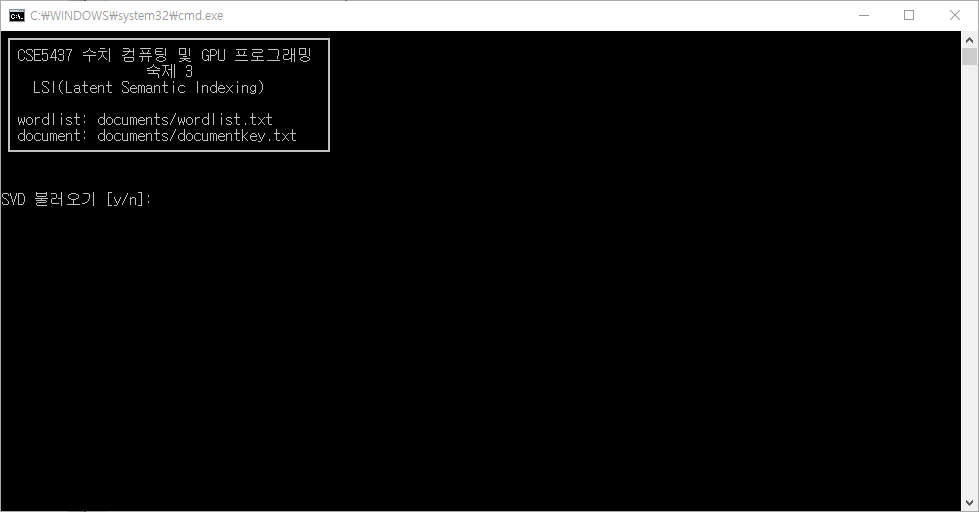 C:\WINDOWS\system32\cmd.exe
CSE5437 수치 컴퓨팅 및 GPU 프로그래밍
숙제 3
LSI(Latent Semantic Indexing)
wordlist: documents/wordlist.txt
document: documents/documentkey.txt
SVD 불러오기 [y/n]: